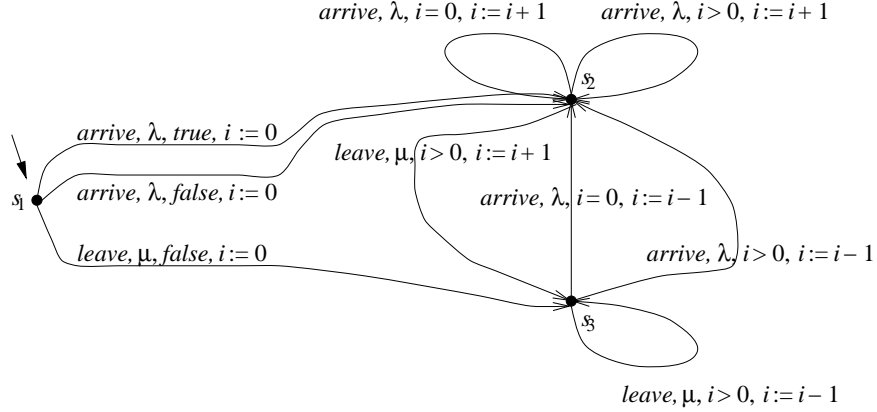 arrive, λ, i = 0, i := i + 1
arrive, λ, i > 0, i := i + 1
s2
arrive, λ, true, i := 0
leave, μ, i > 0, i := i + 1
arrive, λ, false, i := 0
s1
arrive, λ, i = 0, i := i − 1
leave, μ, false, i := 0
arrive, λ, i > 0, i := i − 1
s3
leave, μ, i > 0, i := i − 1